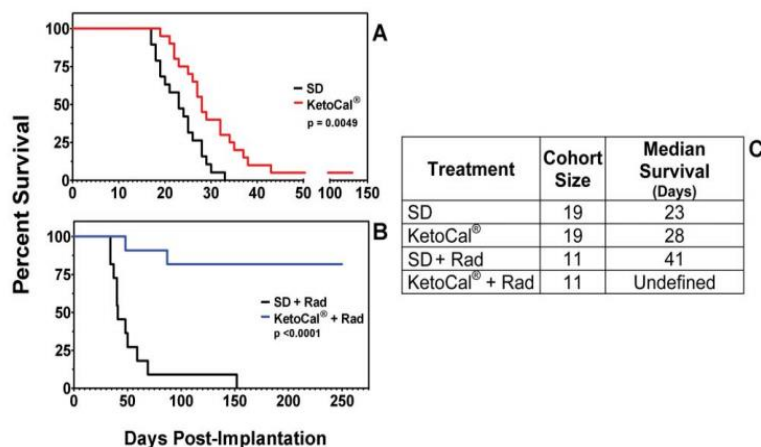 A
100
75
50
25
0
SD
KetoCal®
p = 0.0049
0 10 20 30 40 50 100 150
Percent Survival
B
100
75
50
25
0
SD + Rad
KetoCal® + Rad
p <0.0001
0 50 100 150 200 250
Days Post-Implantation
C
Treatment Cohort Size Median Survival (Days)
SD 19 23
KetoCal® 19 28
SD + Rad 11 41
KetoCal® + Rad 11 Undefined